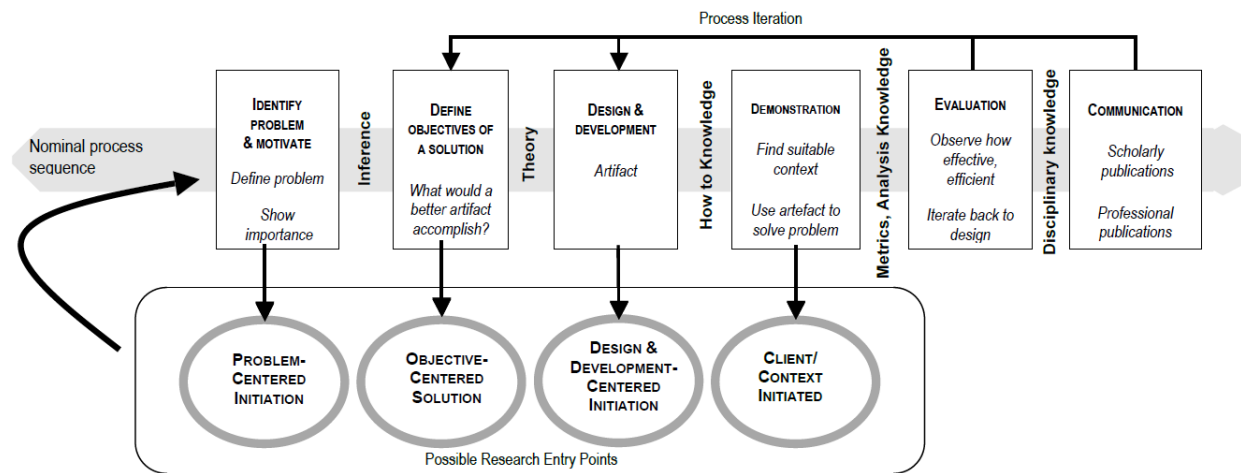 Process Iteration
Nominal process
sequence
IDENTIFY
PROBLEM
& MOTIVATE
Define problem
Show
importance
Inference
DEFINE
OBJECTIVES OF
A SOLUTION
What would a
better artifact
accomplish?
Theory
DESIGN &
DEVELOPMENT
Artifact
How to Knowledge
DEMONSTRATION
Find suitable
context
Use artefact to
solve problem
Metrics, Analysis Knowledge
EVALUATION
Observe how
effective,
efficient
Iterate back to
design
Disciplinary knowledge
COMMUNICATION
Scholarly
publications
Professional
publications
PROBLEM-
CENTERED
INITIATION
OBJECTIVE-
CENTERED
SOLUTION
DESIGN &
DEVELOPMENT-
CENTERED
INITIATION
CLIENT/
CONTEXT
INITIATED
Possible Research Entry Points